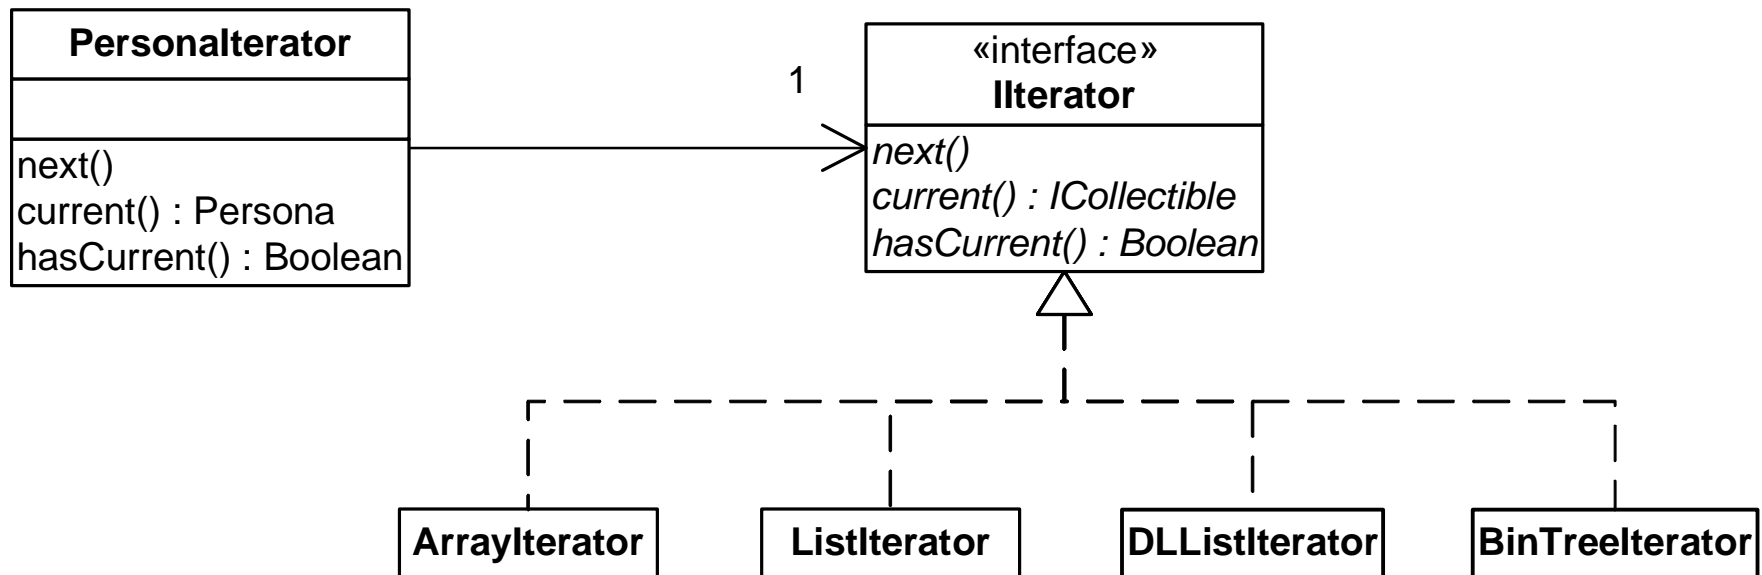 PersonaIterator
next()
current() : Persona
hasCurrent() : Boolean
1
«interface»
IIterator
next()
current() : ICollectible
hasCurrent() : Boolean
ArrayIterator
ListIterator
DLListIterator
BinTreeIterator